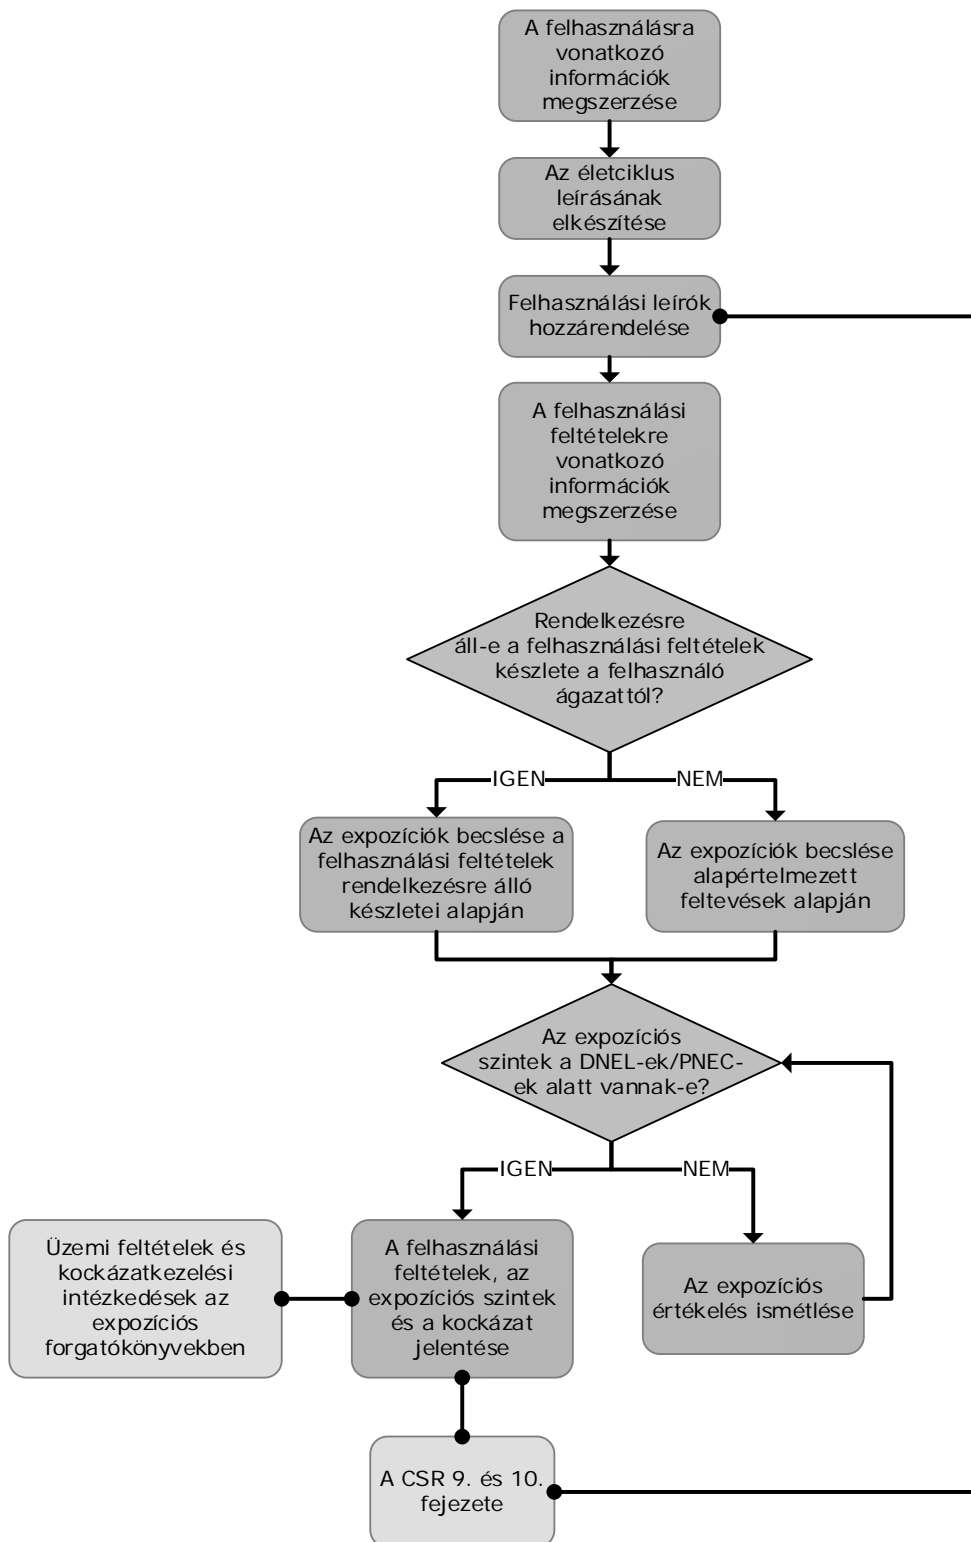 A felhasználásra
vonatkozó
információk
megszerzése
Az életciklus
leírásának
elkészítése
Felhasználási leírók
hozzárendelése
A felhasználási
feltételekre
vonatkozó
információk
megszerzése
Rendelkezésre
áll-e a felhasználási feltételek
készlete a felhasználó
ágazattól?
IGEN
NEM
Az expozíciók becslése a
felhasználási feltételek
rendelkezésre álló
készletei alapján
Az expozíciók becslése
alapértelmezett
feltevések alapján
Az expozíciós
szintek a DNEL-ek/PNEC-
ek alatt vannak-e?
IGEN
NEM
Üzemi feltételek és
kockázatkezelési
intézkedések az
expozíciós
forgatókönyvekben
A felhasználási
feltételek, az
expozíciós szintek
és a kockázat
jelentése
Az expozíciós
értékelés ismétlése
A CSR 9. és 10.
fejezete